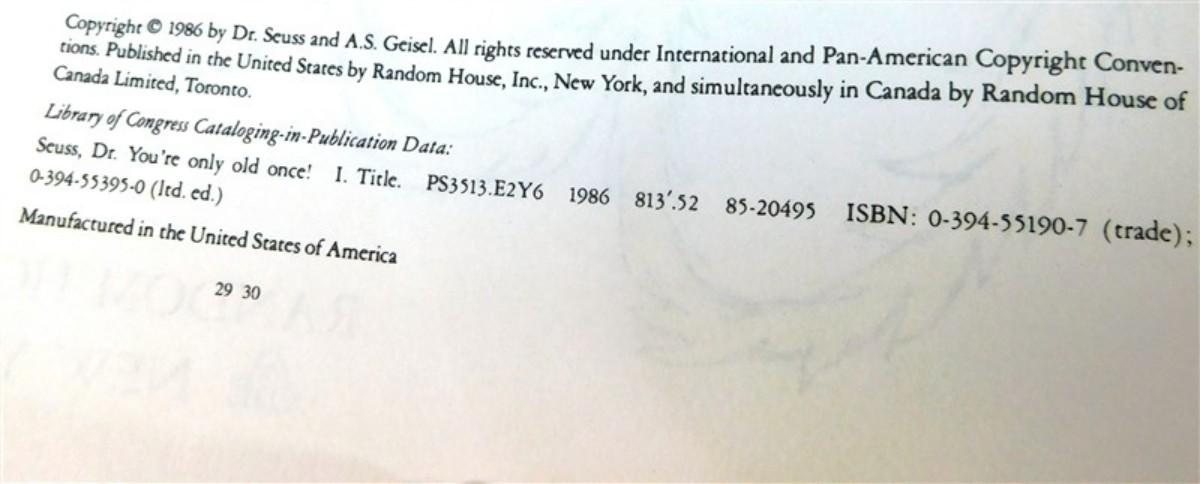 Copyright © 1986 by Dr. Seuss and A.S. Geisel. All rights reserved under International and Pan-American Copyright Conven-
tions. Published in the United States by Random House, Inc., New York, and simultaneously in Canada by Random House of
Canada Limited, Toronto.
Library of Congress Cataloging-in-Publication Data:
Seuss, Dr. You're only old once! I. Title. PS3513.E2Y6 1986 813'.52 85-20495 ISBN: 0-394-55190-7 (trade);
0-394-55395-0 (ltd. ed.)
Manufactured in the United States of America
29 30